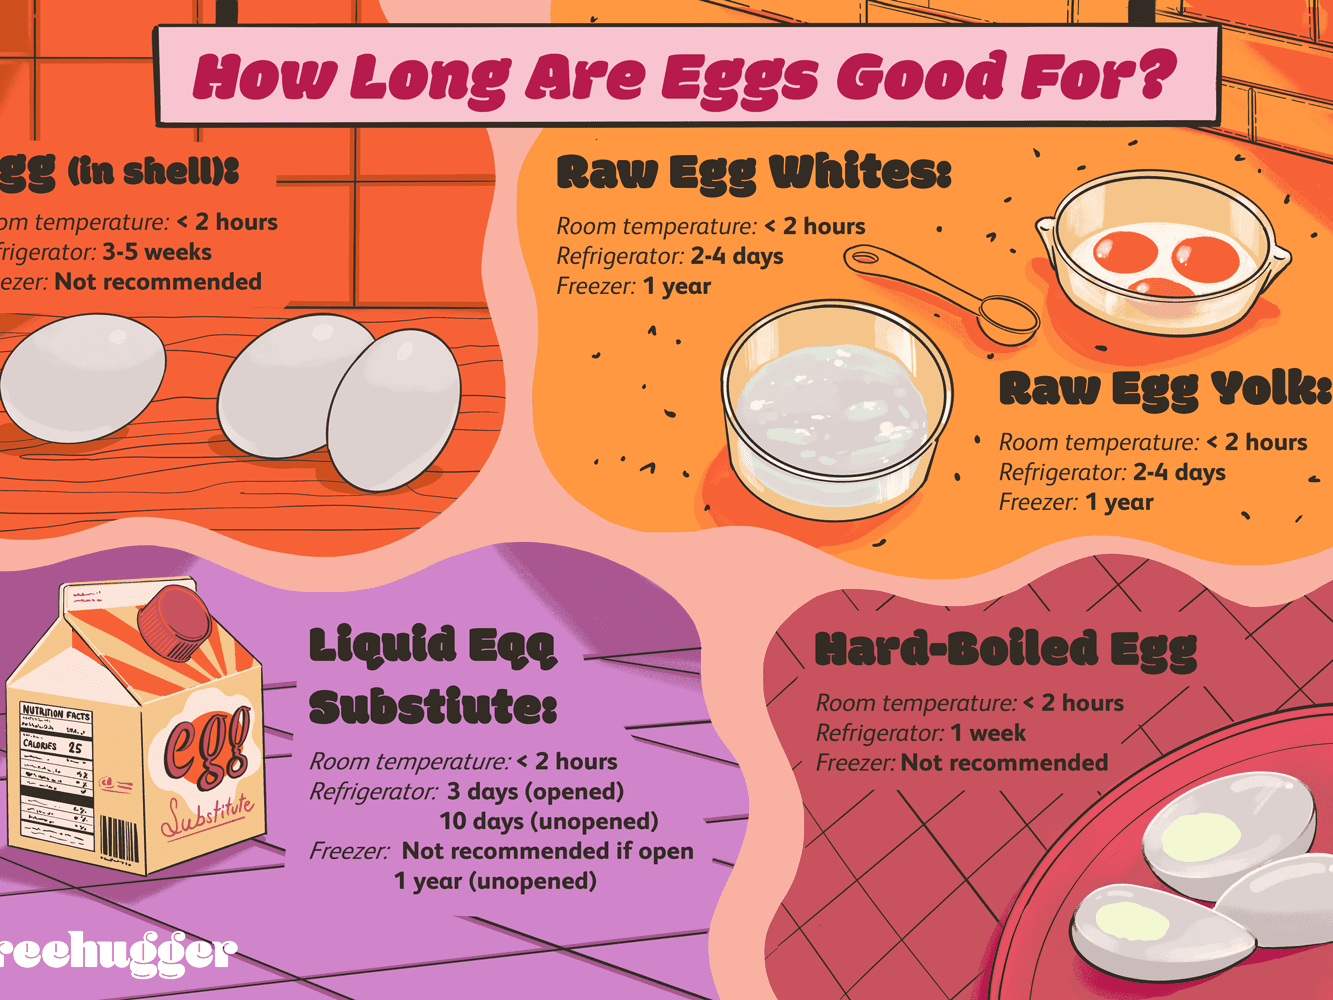 How Long Are Eggs Good For?
gg (in shell):
om temperature: < 2 hours
frigerator: 3-5 weeks
ezer: Not recommended
Raw Egg Whites:
Room temperature: < 2 hours
Refrigerator: 2-4 days
Freezer: 1 year
Raw Egg Yolk:
Room temperature: < 2 hours
Refrigerator: 2-4 days
Freezer: 1 year
NUTRITION FACTS
CALORIES 25
egg
Substitute
Liquid Eqq
Substiute:
Room temperature: < 2 hours
Refrigerator: 3 days (opened)
10 days (unopened)
Freezer: Not recommended if open
1 year (unopened)
Hard-Boiled Egg
Room temperature: < 2 hours
Refrigerator: 1 week
Freezer: Not recommended
reehugger